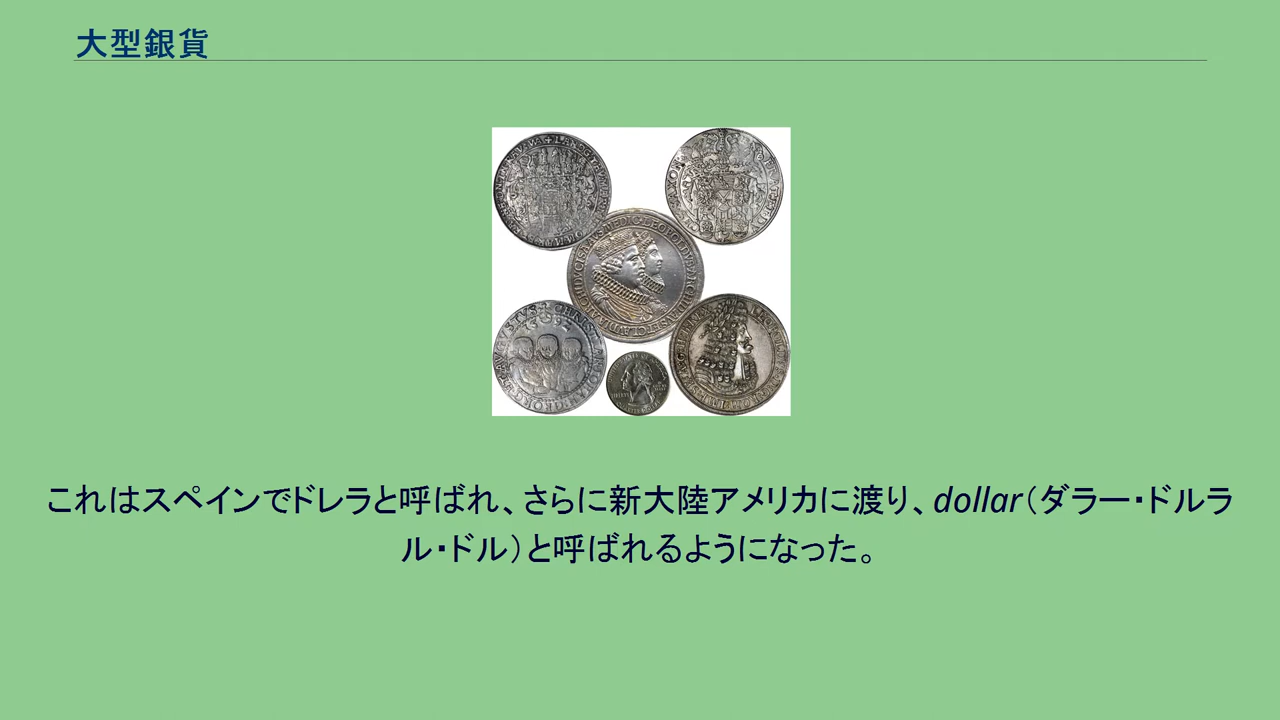 大型銀貨
これはスペインでドレラと呼ばれ、さらに新大陸アメリカに渡り、dollar(ダラー・ドルラ
ル・ドル)と呼ばれるようになった。